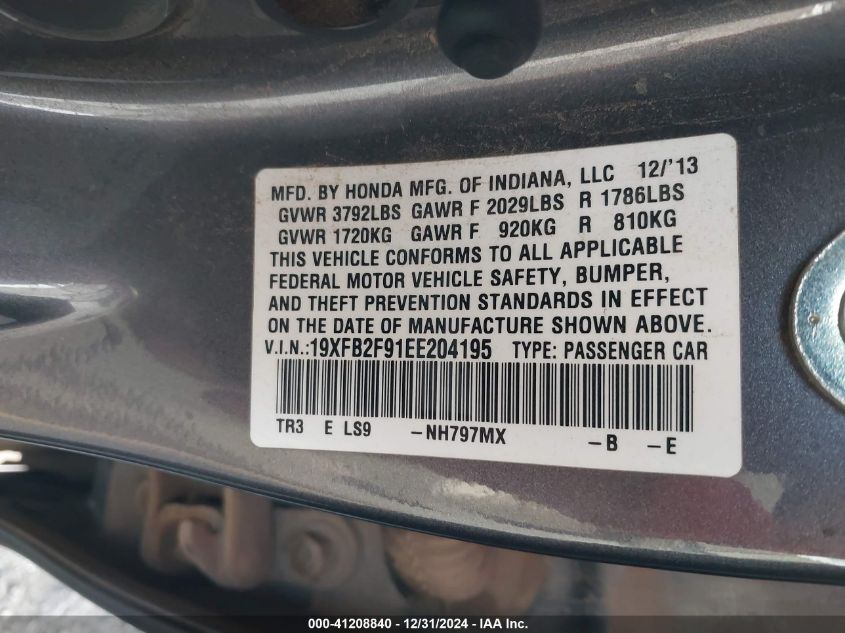 MFD. BY HONDA MFG. OF INDIANA, LLC 12/'13
GVWR 3792LBS GAWR F 2029LBS R 1786LBS
GVWR 1720KG GAWR F 920KG R 810KG
THIS VEHICLE CONFORMS TO ALL APPLICABLE
FEDERAL MOTOR VEHICLE SAFETY, BUMPER,
AND THEFT PREVENTION STANDARDS IN EFFECT
ON THE DATE OF MANUFACTURE SHOWN ABOVE.
V.I.N.:19XFB2F91EE204195 TYPE: PASSENGER CAR
TR3 E LS9 -NH797MX -B -E
000-41208840 - 12/31/2024 - IAA Inc.